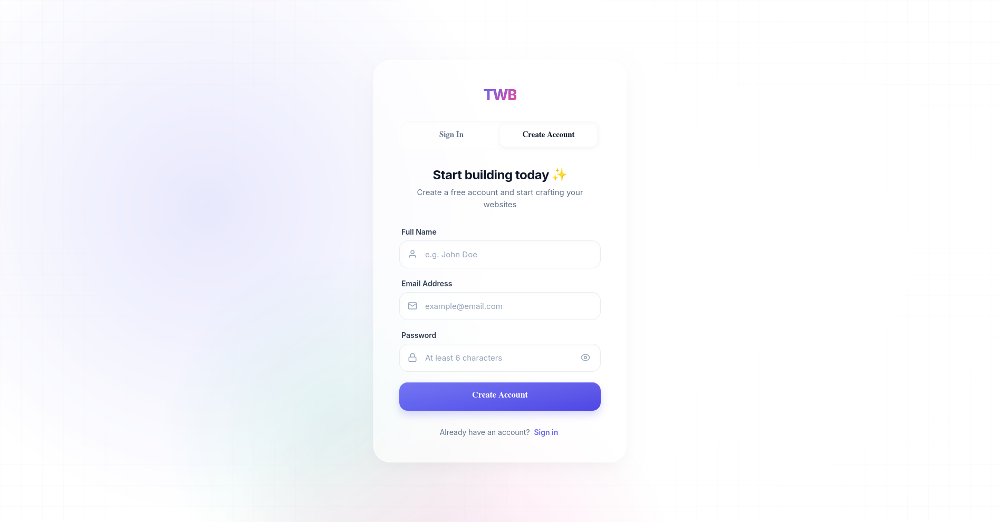 TWB
Sign In
Create Account
Start building today ✨
Create a free account and start crafting your
websites
Full Name
e.g. John Doe
Email Address
example@email.com
Password
At least 6 characters
Create Account
Already have an account? Sign in